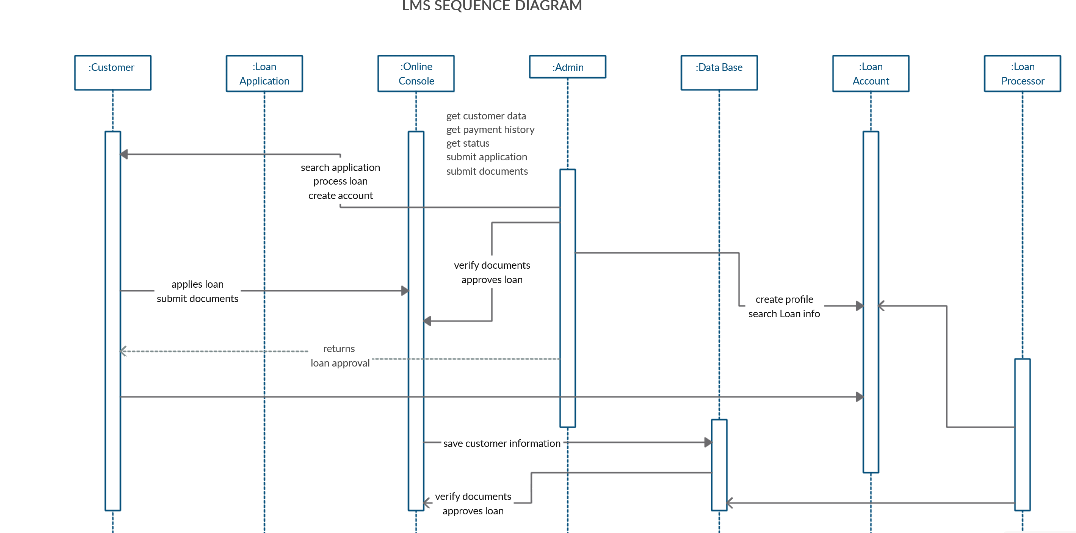 LMS SEQUENCE DIAGRAM
:Customer
:Loan
Application
:Online
Console
:Admin
:Data Base
:Loan
Account
:Loan
Processor
get customer data
get payment history
get status
submit application
submit documents
search application
process loan
create account
verify documents
approves loan
applies loan
submit documents
create profile
search Loan info
returns
loan approval
save customer information
verify documents
approves loan